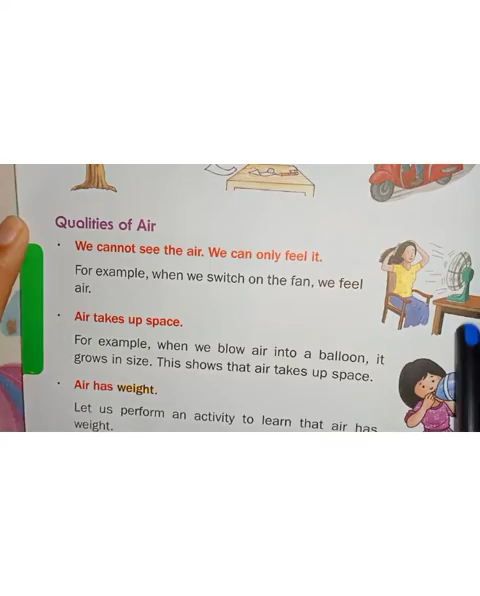 Qualities of Air
· We cannot see the air. We can only feel it.
For example, when we switch on the fan, we feel
air.
· Air takes up space.
For example, when we blow air into a balloon, it
grows in size. This shows that air takes up space.
· Air has weight.
Let us perform an activity to learn that air has
weight.